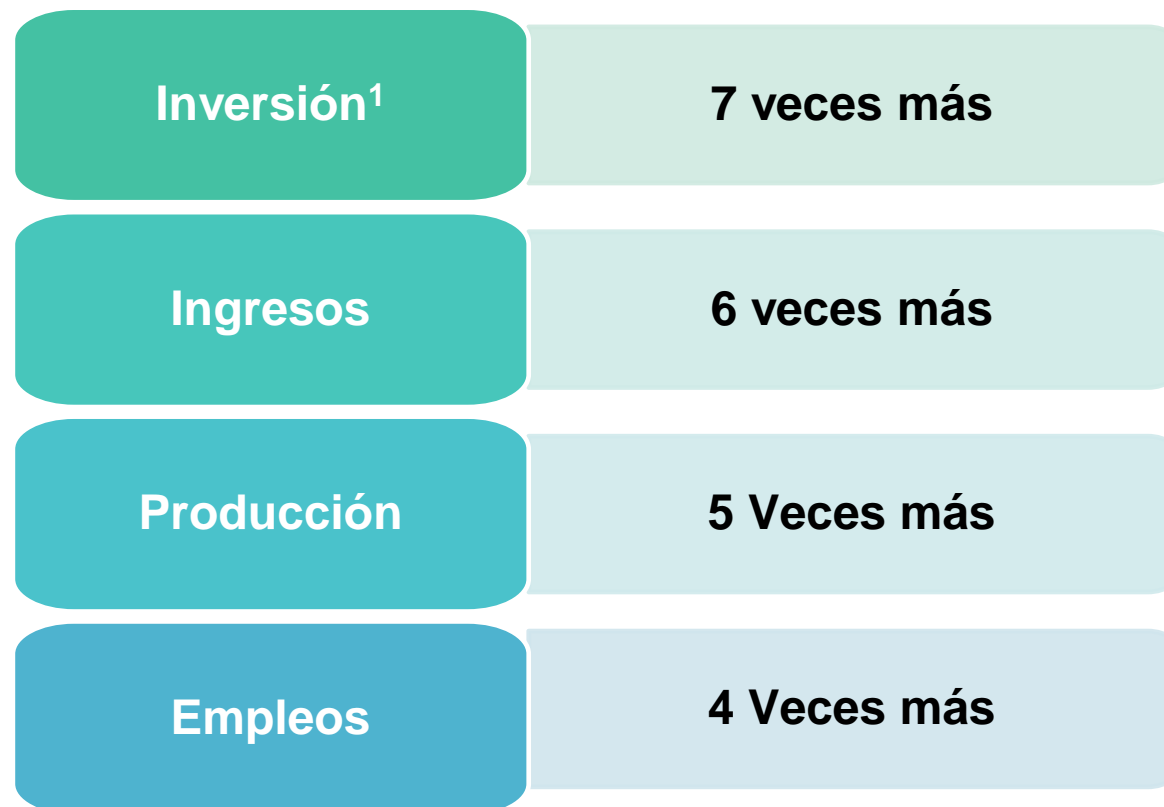 Inversión¹
7 veces más
Ingresos
6 veces más
Producción
5 Veces más
Empleos
4 Veces más